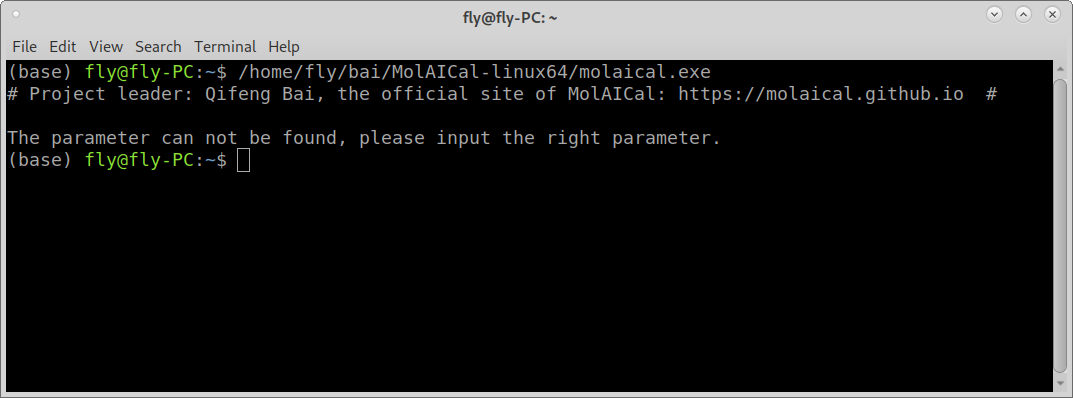 fly@fly-PC: ~
File Edit View Search Terminal Help
(base) fly@fly-PC:~$ /home/fly/bai/MolAICal-linux64/molaical.exe
# Project leader: Qifeng Bai, the official site of MolAICal: https://molaical.github.io  #
The parameter can not be found, please input the right parameter.
(base) fly@fly-PC:~$